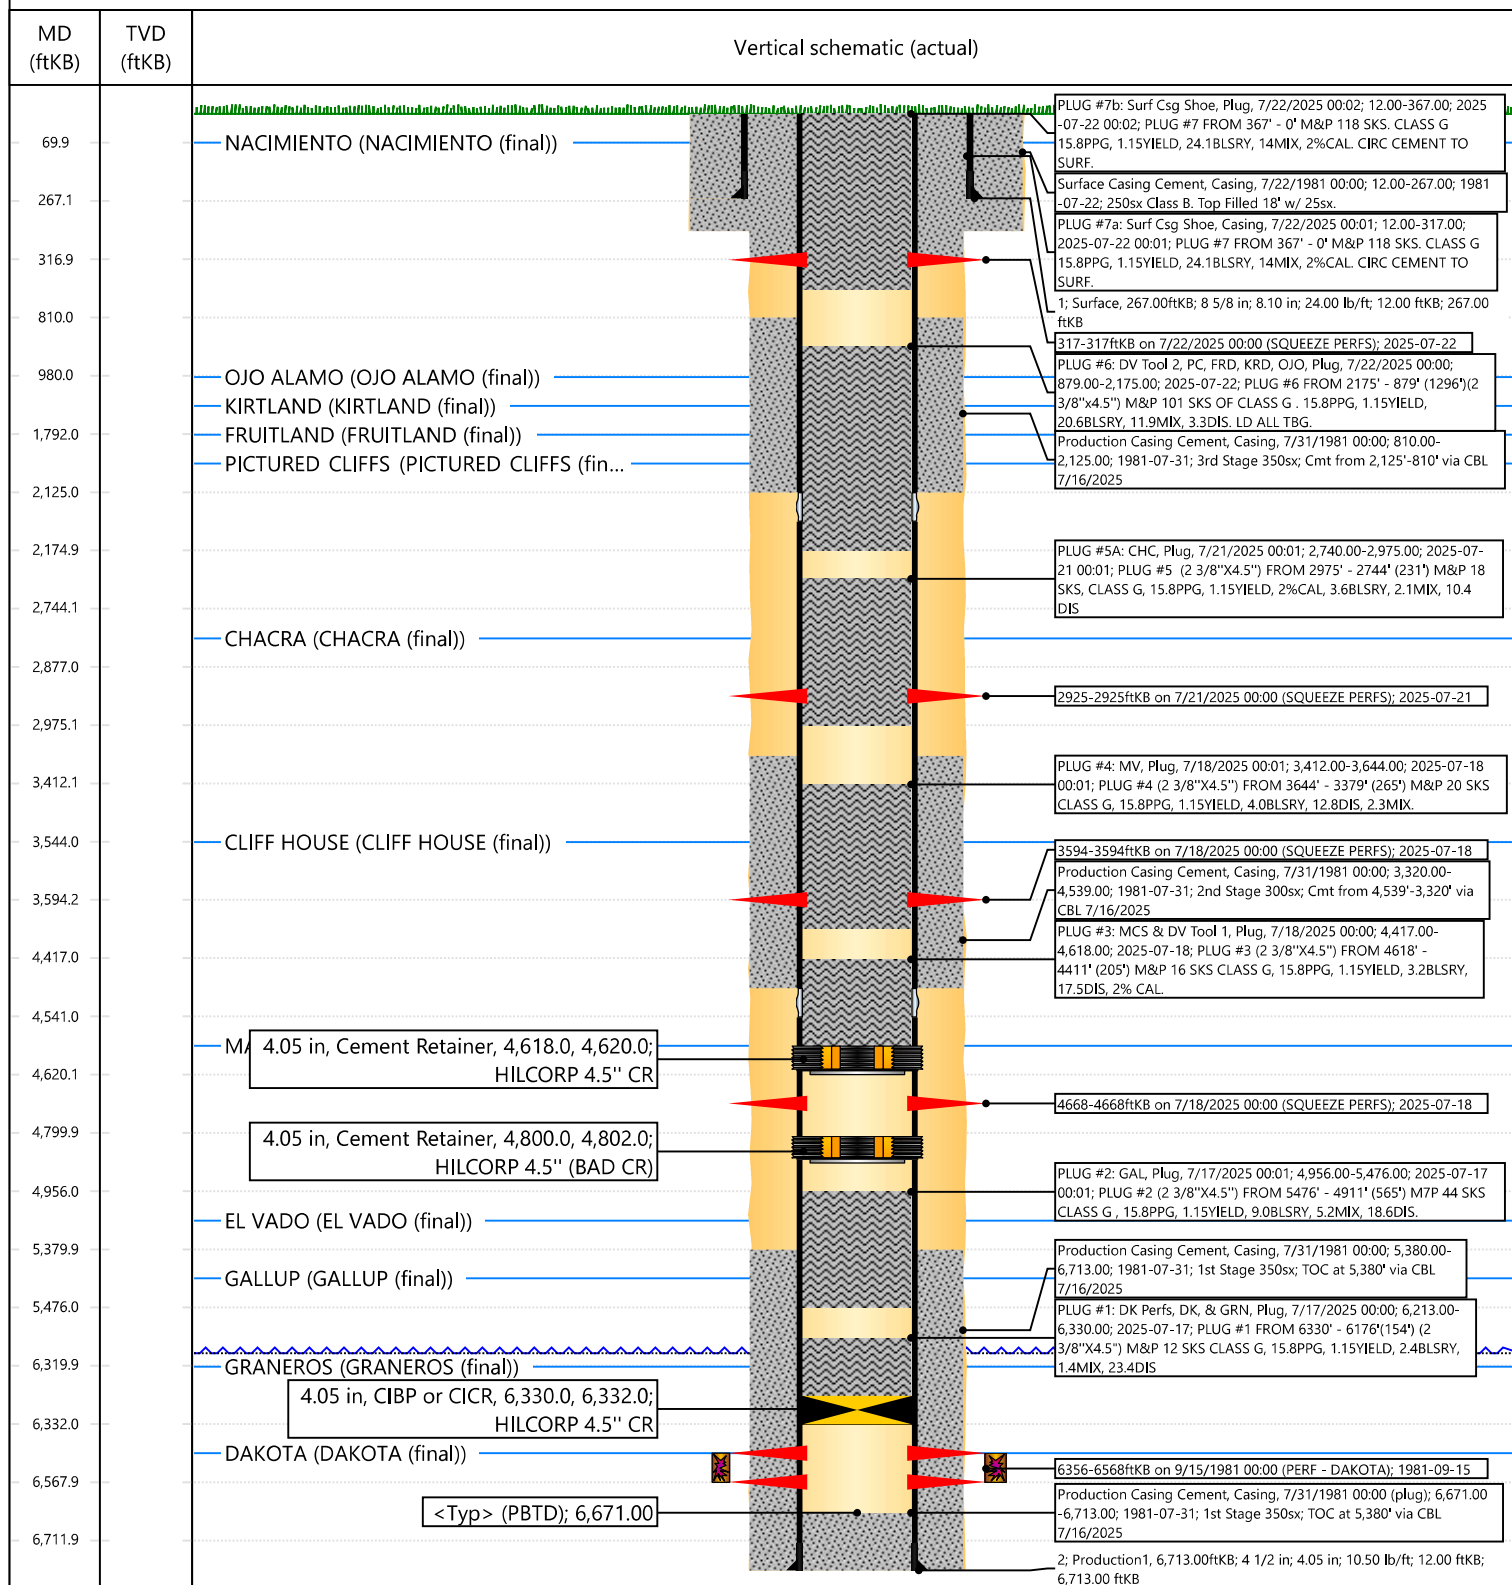 MD
(ftKB)
TVD
(ftKB)
Vertical schematic (actual)
69.9
267.1
316.9
810.0
980.0
1,792.0
2,125.0
2,174.9
2,744.1
2,877.0
2,975.1
3,412.1
3,544.0
3,594.2
4,417.0
4,541.0
4,620.1
4,799.9
4,956.0
5,379.9
5,476.0
6,319.9
6,332.0
6,567.9
6,711.9
NACIMIENTO (NACIMIENTO (final))
OJO ALAMO (OJO ALAMO (final))
KIRTLAND (KIRTLAND (final))
FRUITLAND (FRUITLAND (final))
PICTURED CLIFFS (PICTURED CLIFFS (fin...
CHACRA (CHACRA (final))
CLIFF HOUSE (CLIFF HOUSE (final))
4.05 in, Cement Retainer, 4,618.0, 4,620.0;
HILCORP 4.5'' CR
4.05 in, Cement Retainer, 4,800.0, 4,802.0;
HILCORP 4.5'' (BAD CR)
EL VADO (EL VADO (final))
GALLUP (GALLUP (final))
GRANEROS (GRANEROS (final))
4.05 in, CIBP or CICR, 6,330.0, 6,332.0;
HILCORP 4.5'' CR
DAKOTA (DAKOTA (final))
<Typ> (PBTD); 6,671.00
PLUG #7b: Surf Csg Shoe, Plug, 7/22/2025 00:02; 12.00-367.00; 2025
-07-22 00:02; PLUG #7 FROM 367' - 0' M&P 118 SKS. CLASS G
15.8PPG, 1.15YIELD, 24.1BLSRY, 14MIX, 2%CAL. CIRC CEMENT TO
SURF.
Surface Casing Cement, Casing, 7/22/1981 00:00; 12.00-267.00; 1981
-07-22; 250sx Class B. Top Filled 18' w/ 25sx.
PLUG #7a: Surf Csg Shoe, Casing, 7/22/2025 00:01; 12.00-317.00;
2025-07-22 00:01; PLUG #7 FROM 367' - 0' M&P 118 SKS. CLASS G
15.8PPG, 1.15YIELD, 24.1BLSRY, 14MIX, 2%CAL. CIRC CEMENT TO
SURF.
1; Surface, 267.00ftKB; 8 5/8 in; 8.10 in; 24.00 lb/ft; 12.00 ftKB; 267.00
ftKB
317-317ftKB on 7/22/2025 00:00 (SQUEEZE PERFS); 2025-07-22
PLUG #6: DV Tool 2, PC, FRD, KRD, OJO, Plug, 7/22/2025 00:00;
879.00-2,175.00; 2025-07-22; PLUG #6 FROM 2175' - 879' (1296')(2
3/8"x4.5") M&P 101 SKS OF CLASS G . 15.8PPG, 1.15YIELD,
20.6BLSRY, 11.9MIX, 3.3DIS. LD ALL TBG.
Production Casing Cement, Casing, 7/31/1981 00:00; 810.00-
2,125.00; 1981-07-31; 3rd Stage 350sx; Cmt from 2,125'-810' via CBL
7/16/2025
PLUG #5A: CHC, Plug, 7/21/2025 00:01; 2,740.00-2,975.00; 2025-07-
21 00:01; PLUG #5  (2 3/8"X4.5") FROM 2975' - 2744' (231') M&P 18
SKS, CLASS G, 15.8PPG, 1.15YIELD, 2%CAL, 3.6BLSRY, 2.1MIX, 10.4
DIS
2925-2925ftKB on 7/21/2025 00:00 (SQUEEZE PERFS); 2025-07-21
PLUG #4: MV, Plug, 7/18/2025 00:01; 3,412.00-3,644.00; 2025-07-18
00:01; PLUG #4 (2 3/8"X4.5") FROM 3644' - 3379' (265') M&P 20 SKS
CLASS G, 15.8PPG, 1.15YIELD, 4.0BLSRY, 12.8DIS, 2.3MIX.
3594-3594ftKB on 7/18/2025 00:00 (SQUEEZE PERFS); 2025-07-18
Production Casing Cement, Casing, 7/31/1981 00:00; 3,320.00-
4,539.00; 1981-07-31; 2nd Stage 300sx; Cmt from 4,539'-3,320' via
CBL 7/16/2025
PLUG #3: MCS & DV Tool 1, Plug, 7/18/2025 00:00; 4,417.00-
4,618.00; 2025-07-18; PLUG #3 (2 3/8"X4.5") FROM 4618' -
4411' (205') M&P 16 SKS CLASS G, 15.8PPG, 1.15YIELD, 3.2BLSRY,
17.5DIS, 2% CAL.
4668-4668ftKB on 7/18/2025 00:00 (SQUEEZE PERFS); 2025-07-18
PLUG #2: GAL, Plug, 7/17/2025 00:01; 4,956.00-5,476.00; 2025-07-17
00:01; PLUG #2 (2 3/8"X4.5") FROM 5476' - 4911' (565') M7P 44 SKS
CLASS G , 15.8PPG, 1.15YIELD, 9.0BLSRY, 5.2MIX, 18.6DIS.
Production Casing Cement, Casing, 7/31/1981 00:00; 5,380.00-
6,713.00; 1981-07-31; 1st Stage 350sx; TOC at 5,380' via CBL
7/16/2025
PLUG #1: DK Perfs, DK, & GRN, Plug, 7/17/2025 00:00; 6,213.00-
6,330.00; 2025-07-17; PLUG #1 FROM 6330' - 6176'(154') (2
3/8"X4.5") M&P 12 SKS CLASS G, 15.8PPG, 1.15YIELD, 2.4BLSRY,
1.4MIX, 23.4DIS
6356-6568ftKB on 9/15/1981 00:00 (PERF - DAKOTA); 1981-09-15
Production Casing Cement, Casing, 7/31/1981 00:00 (plug); 6,671.00
-6,713.00; 1981-07-31; 1st Stage 350sx; TOC at 5,380' via CBL
7/16/2025
2; Production1, 6,713.00ftKB; 4 1/2 in; 4.05 in; 10.50 lb/ft; 12.00 ftKB;
6,713.00 ftKB